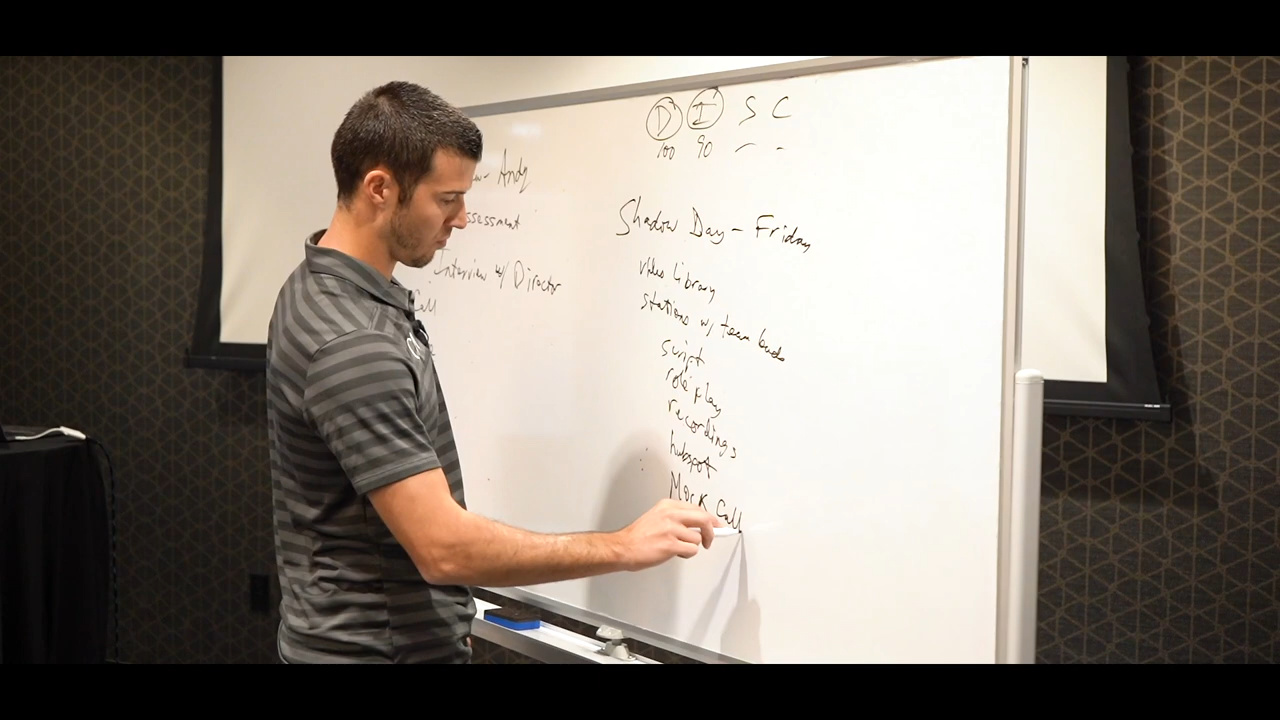 D I S C
100 90 - -
Andy
ssessment
Interview w/ Director
Call
Shadow Day - Friday
video library
stations w/ team leads
script
role play
recordings
hubspot
Mock Call